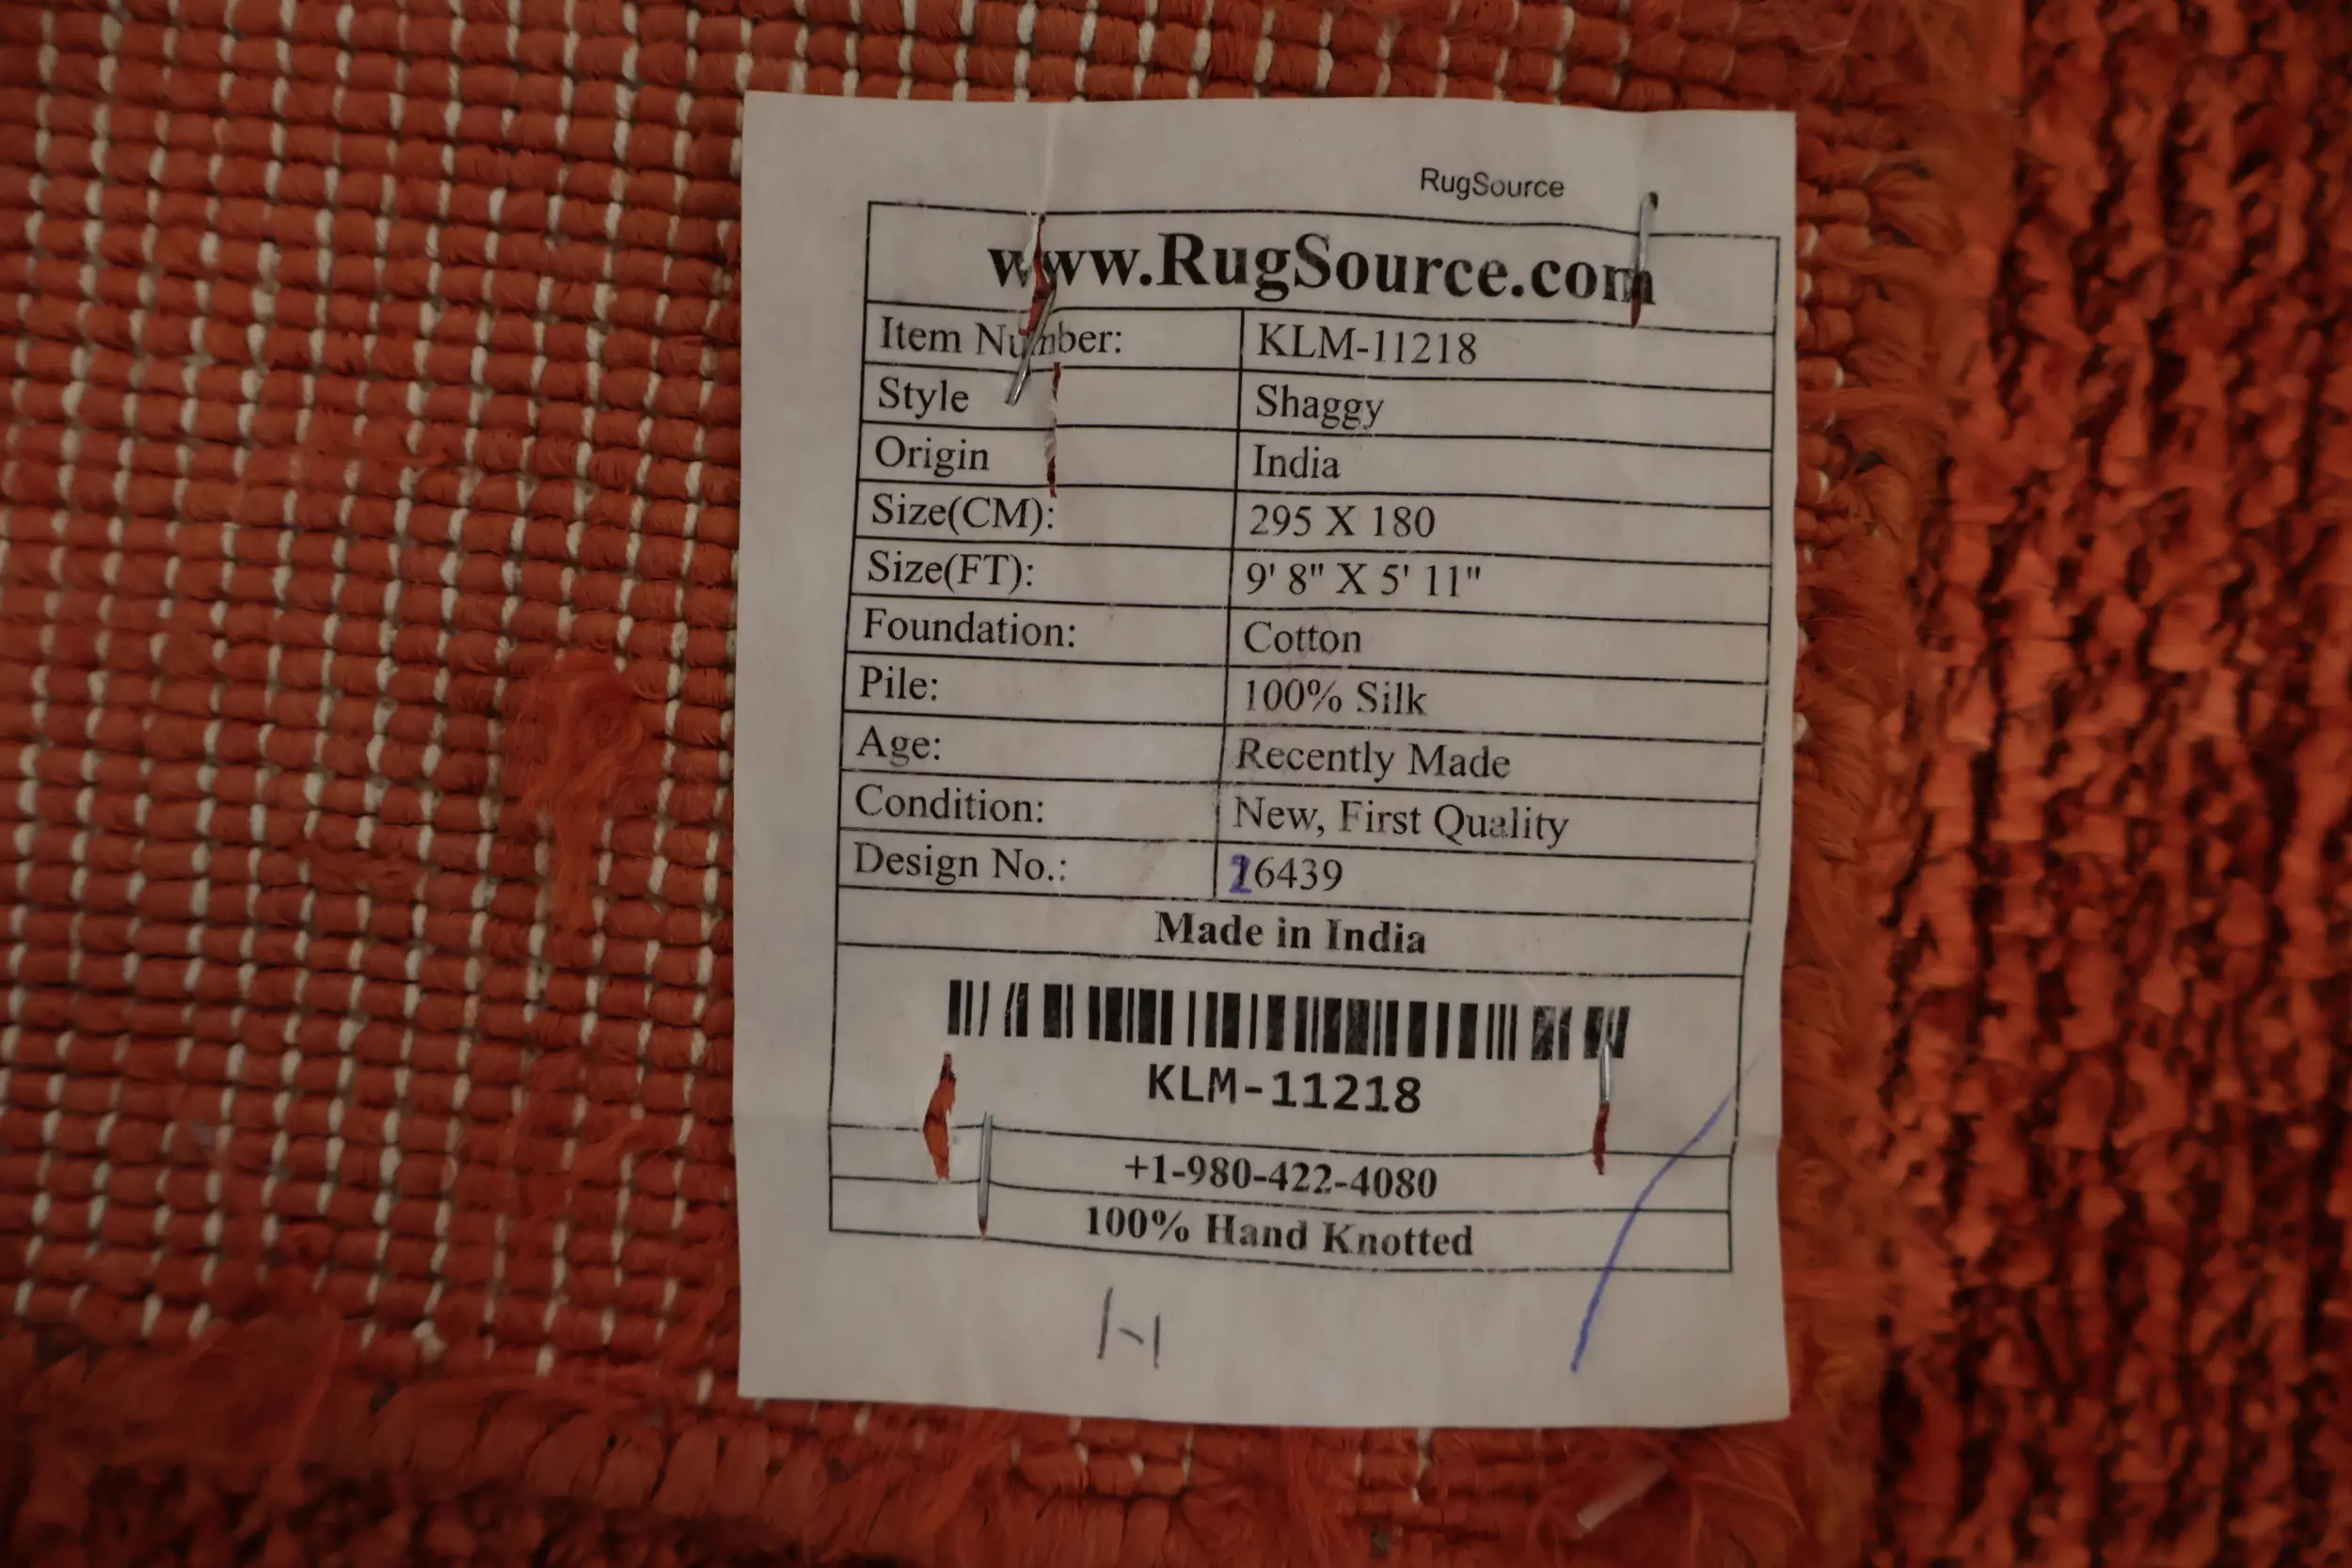 RugSource
www.RugSource.com
Item Number: KLM-11218
Style Shaggy
Origin India
Size(CM): 295 X 180
Size(FT): 9' 8" X 5' 11"
Foundation: Cotton
Pile: 100% Silk
Age: Recently Made
Condition: New, First Quality
Design No.: 26439
Made in India
KLM-11218
+1-980-422-4080
100% Hand Knotted